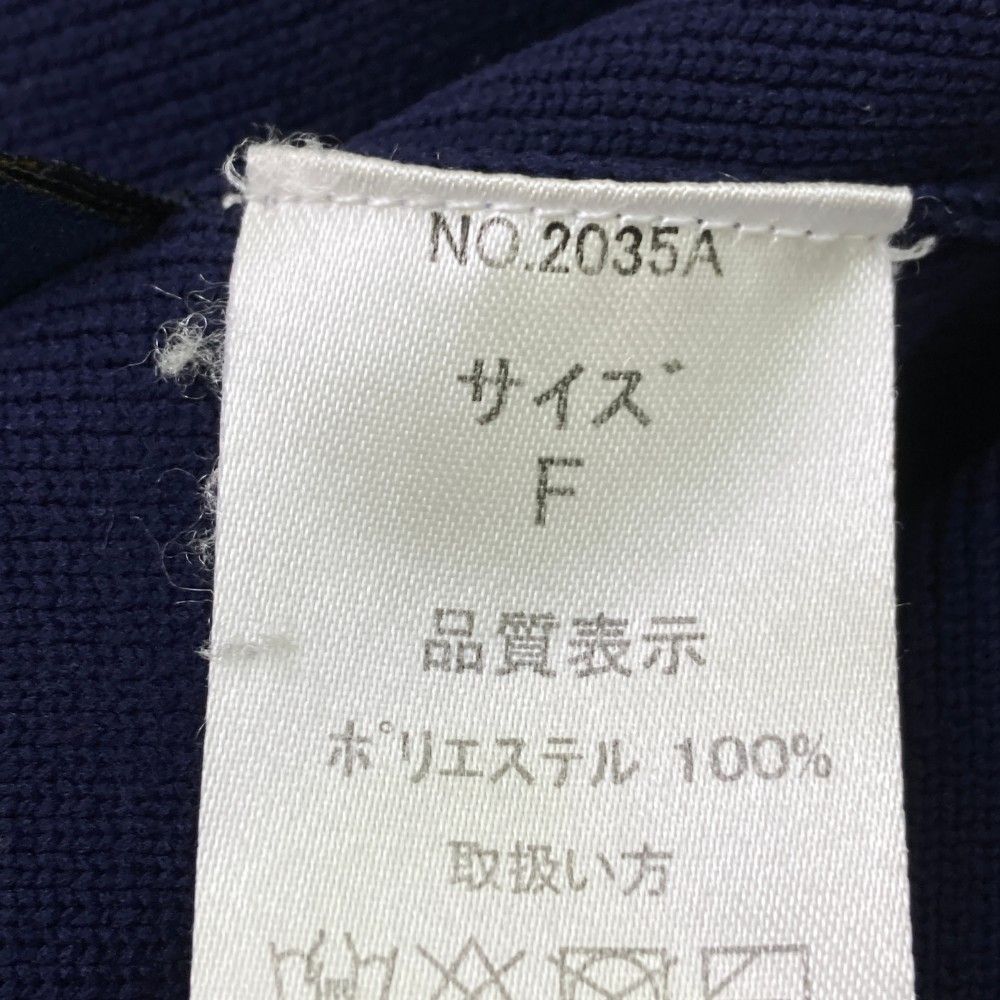 NO.2035A
サイズ
F
品質表示
ポリエステル 100%
取扱い方